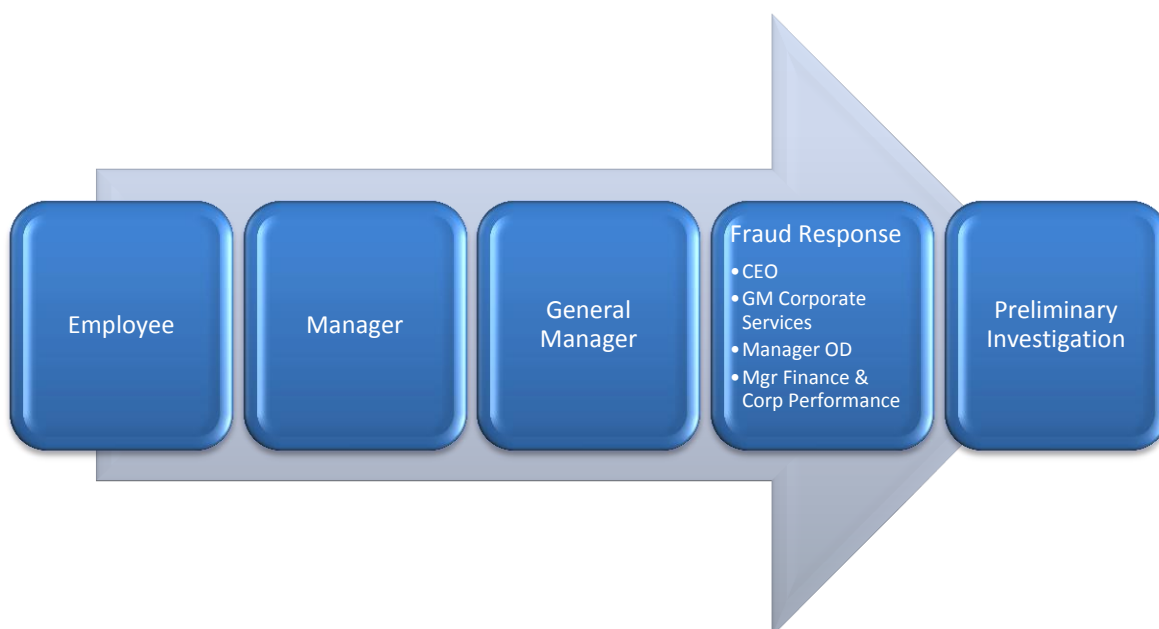 Employee
Manager
General
Manager
Fraud Response
•CEO
•GM Corporate
Services
•Manager OD
•Mgr Finance &
Corp Performance
Preliminary
Investigation